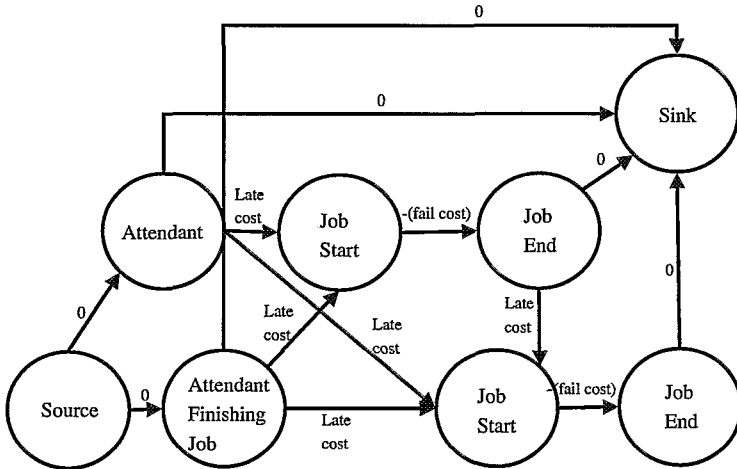 0
0
Sink
0
Late
cost
-(fail cost)
Attendant
Job
Start
Job
End
0
Late
cost
Late
cost
Late
cost
0
Source
0
Attendant
Finishing
Job
Late
cost
Job
Start
-(fail cost)
Job
End